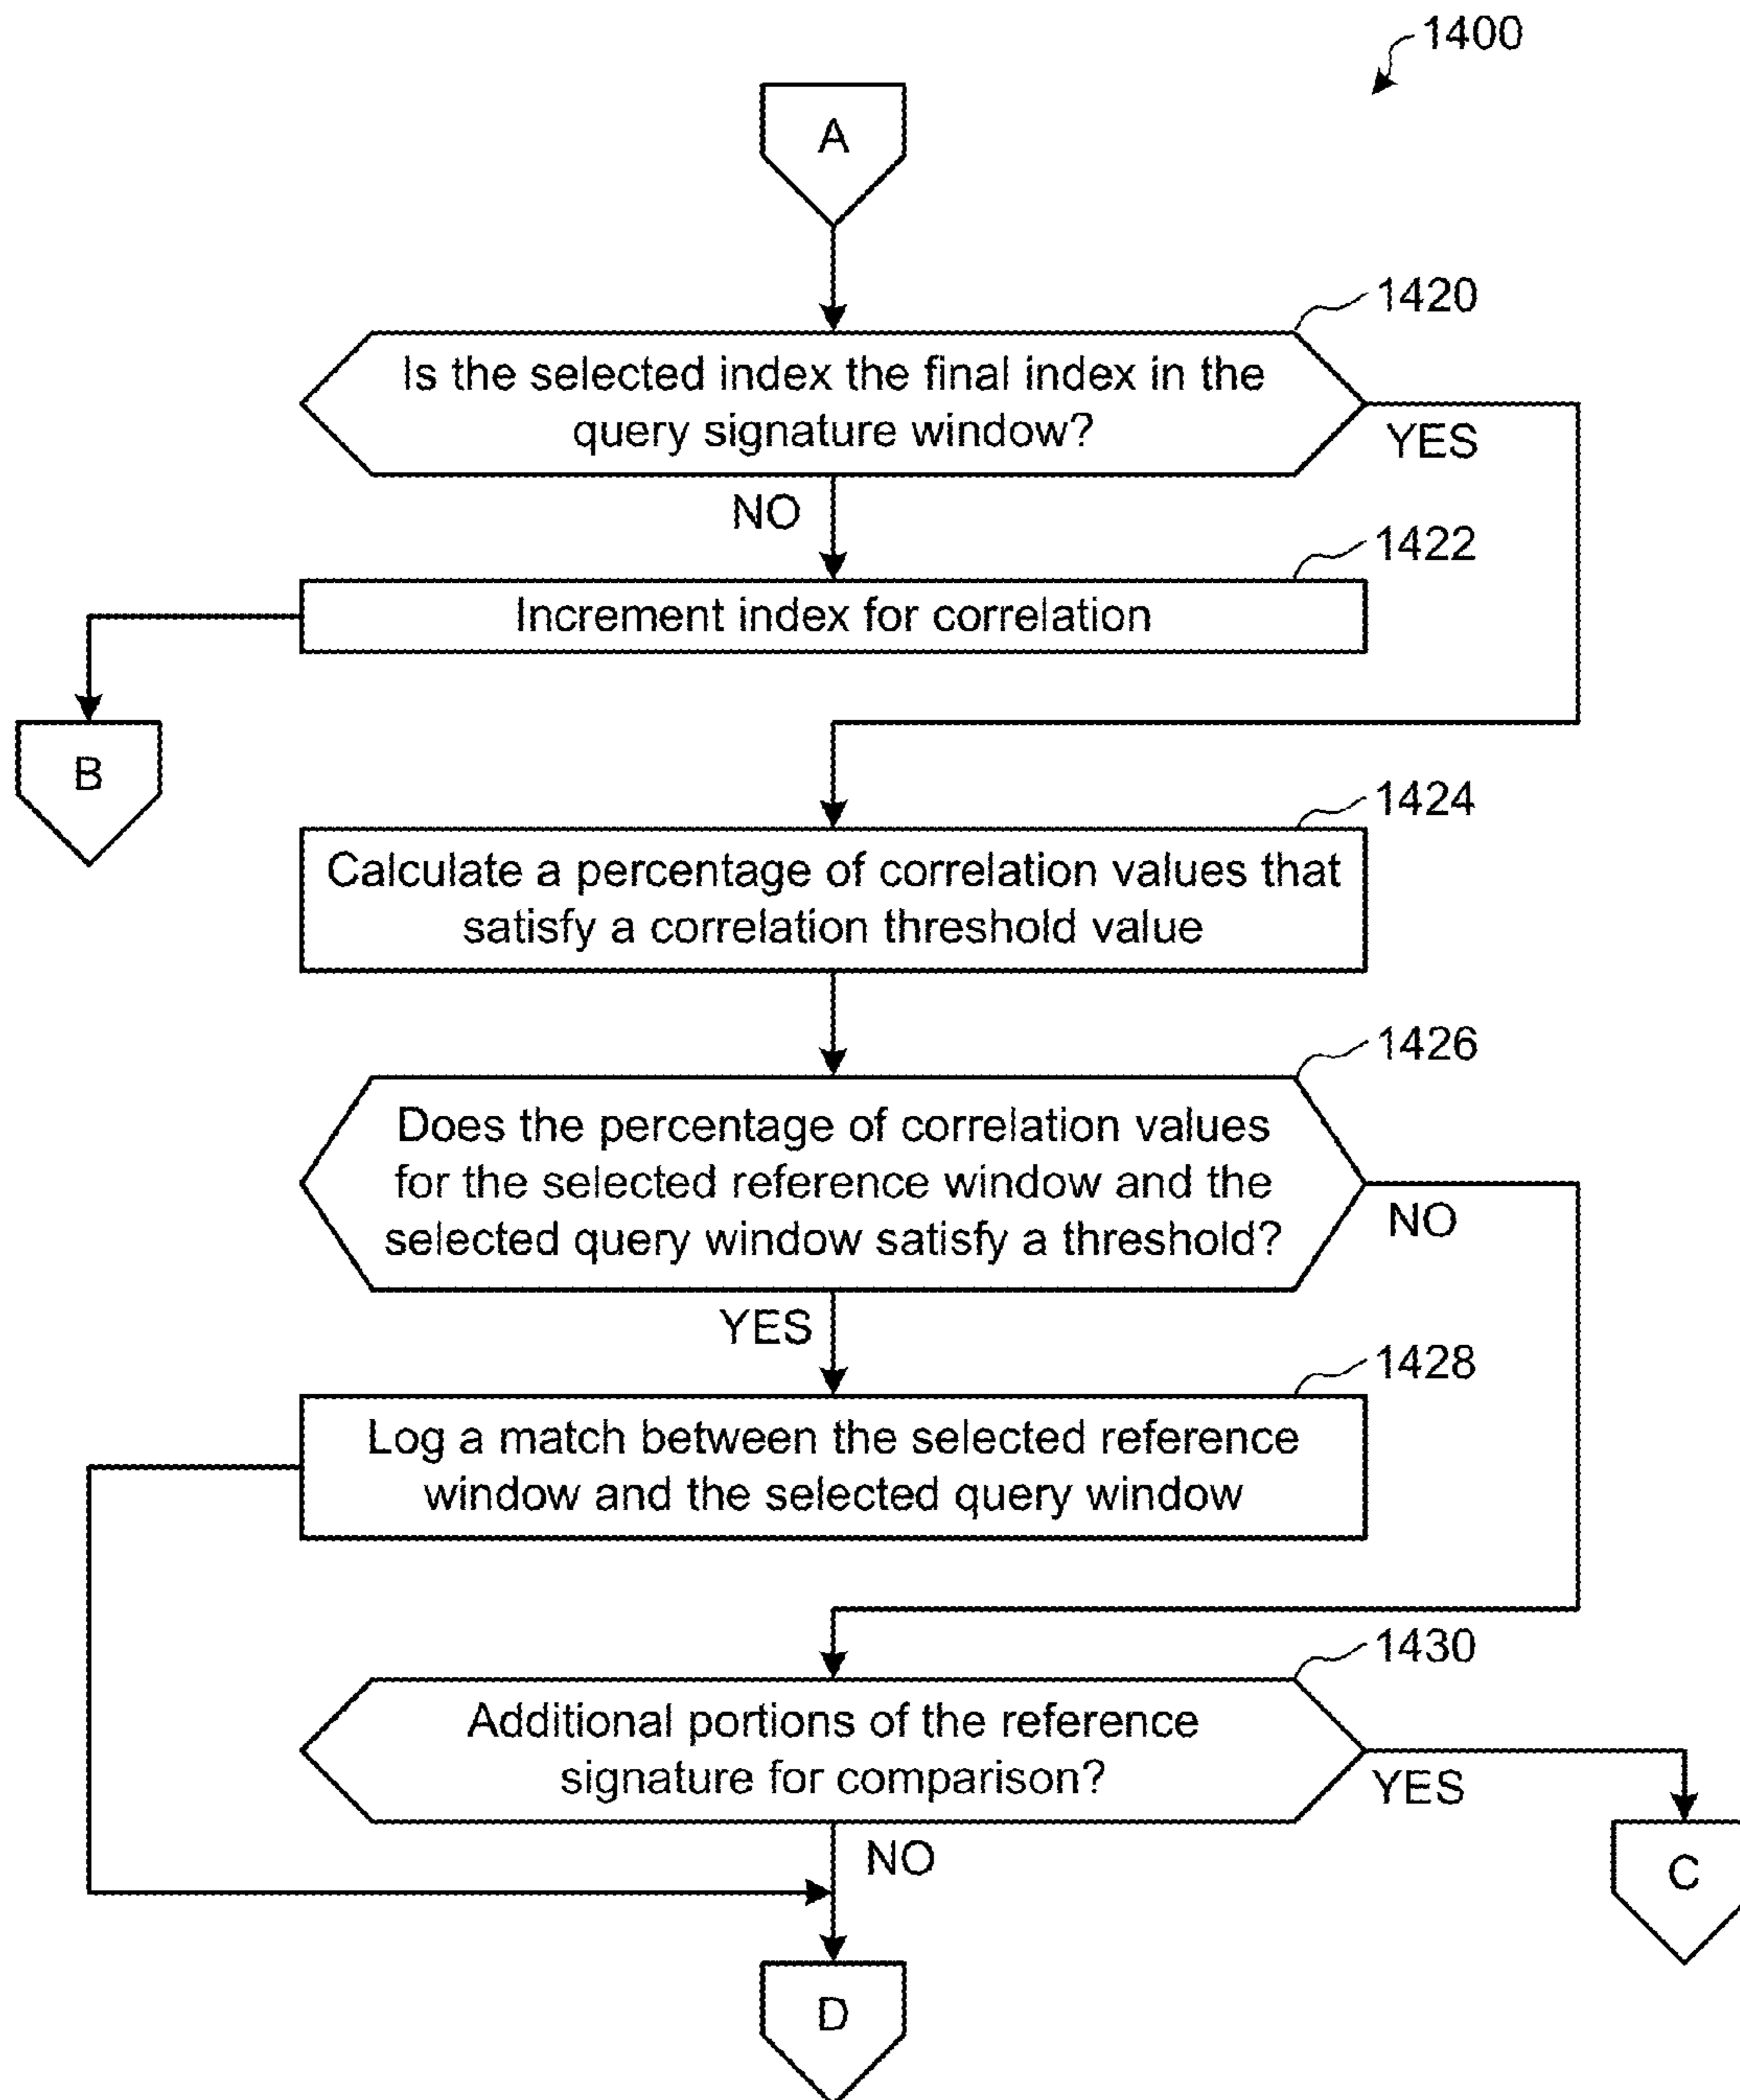 1400
A
1420
Is the selected index the final index in the
query signature window?
YES
NO
1422
Increment index for correlation
B
1424
Calculate a percentage of correlation values that
satisfy a correlation threshold value
1426
Does the percentage of correlation values
for the selected reference window and the
selected query window satisfy a threshold?
NO
YES
1428
Log a match between the selected reference
window and the selected query window
1430
Additional portions of the reference
signature for comparison?
YES
NO
C
D